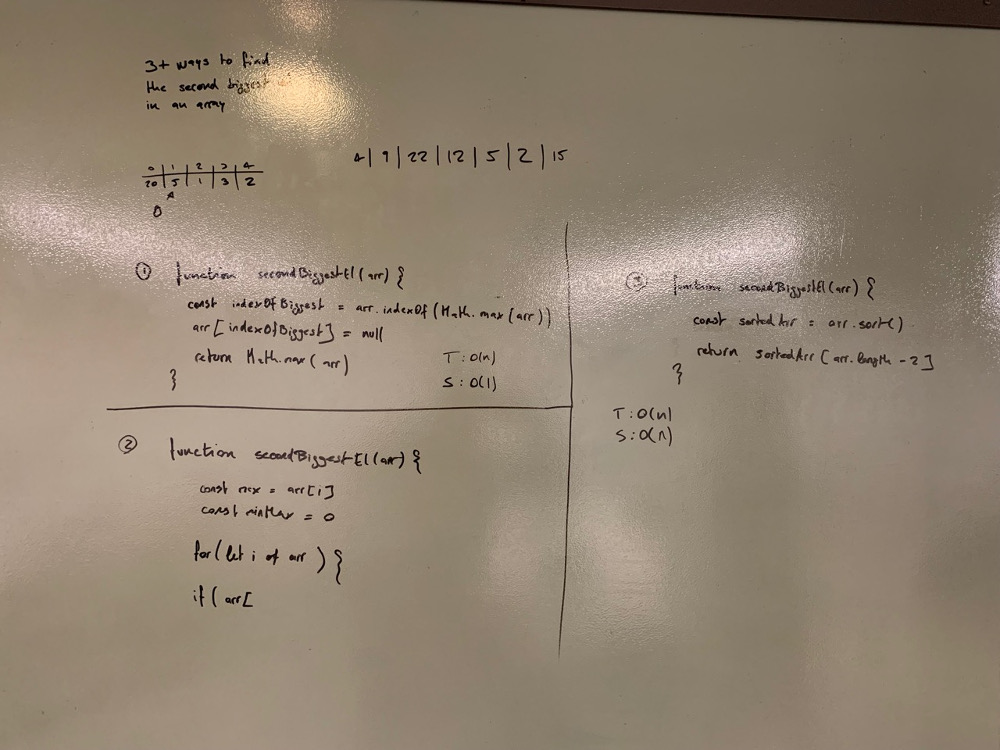 3+ ways to find
the second biggest el
in an array
4 | 9 | 22 | 12 | 5 | 2 | 15
0 | 1 | 2 | 3 | 4
20 | 5 | 1 | 3 | 2
0
① function secondBiggestEl(arr) {
const indexOfBiggest = arr.indexOf(Math.max(arr))
arr[indexOfBiggest] = null
return Math.max(arr)
}
T: O(n)
S: O(1)
② function secondBiggestEl(arr) {
const max = arr[i]
const minMax = 0
for(let i of arr) {
if( arr[
③ function secondBiggestEl(arr) {
const sortedArr = arr.sort()
return sortedArr[arr.length - 2]
}
T: O(n)
S: O(n)